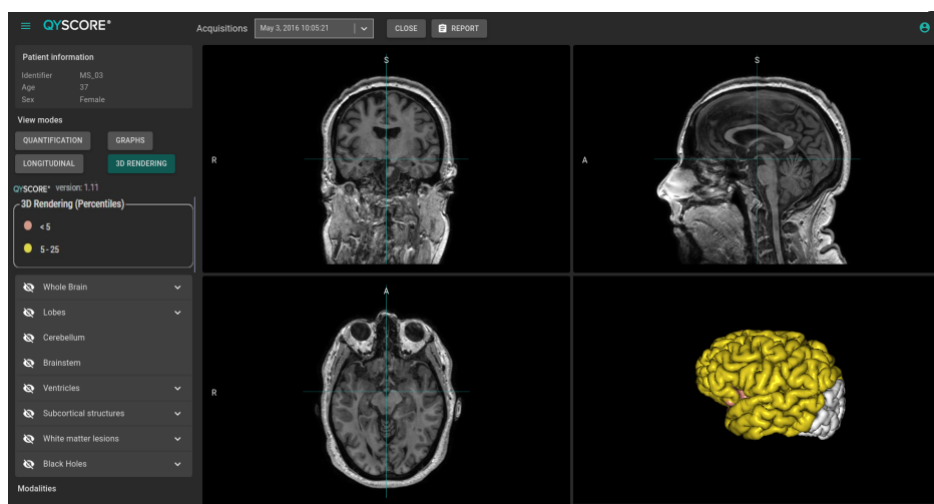 QYSCORE®
Acquisitions
May 3, 2016 10:05:21
CLOSE
REPORT
Patient information
Identifier MS_03
Age 37
Sex Female
View modes
QUANTIFICATION
GRAPHS
LONGITUDINAL
3D RENDERING
QYSCORE® version: 1.11
3D Rendering (Percentiles)
< 5
5 - 25
Whole Brain
Lobes
Cerebellum
Brainstem
Ventricles
Subcortical structures
White matter lesions
Black Holes
Modalities
S
R
S
A
A
R